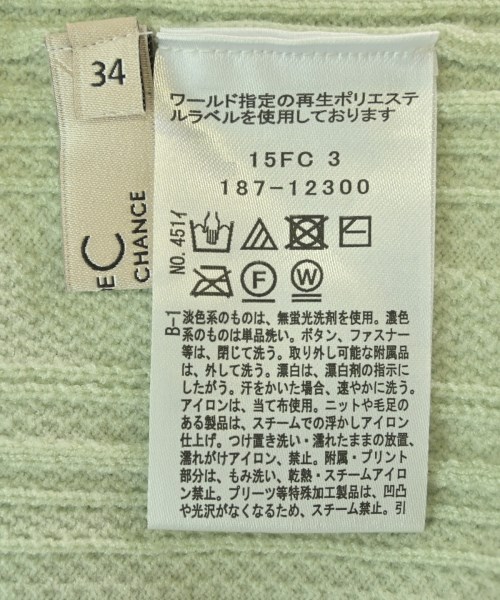 34
C
DE
CHANCE
ワールド指定の再生ポリエステ
ルラベルを使用しております
15FC 3
187-12300
NO. 451イ
F
W
B-1
淡色系のものは、無蛍光洗剤を使用。濃色
系のものは単品洗い。ボタン、ファスナー
等は、閉じて洗う。取り外し可能な附属品
は、外して洗う。漂白は、漂白剤の指示に
したがう。汗をかいた場合、速やかに洗う。
アイロンは、当て布使用。ニットや毛足の
ある製品は、スチームでの浮かしアイロン
仕上げ。つけ置き洗い・濡れたままの放置、
濡れがけアイロン、禁止。附属・プリント
部分は、もみ洗い、乾熱・スチームアイロ
ン禁止。プリーツ等特殊加工製品は、凹凸
や光沢がなくなるため、スチーム禁止。引